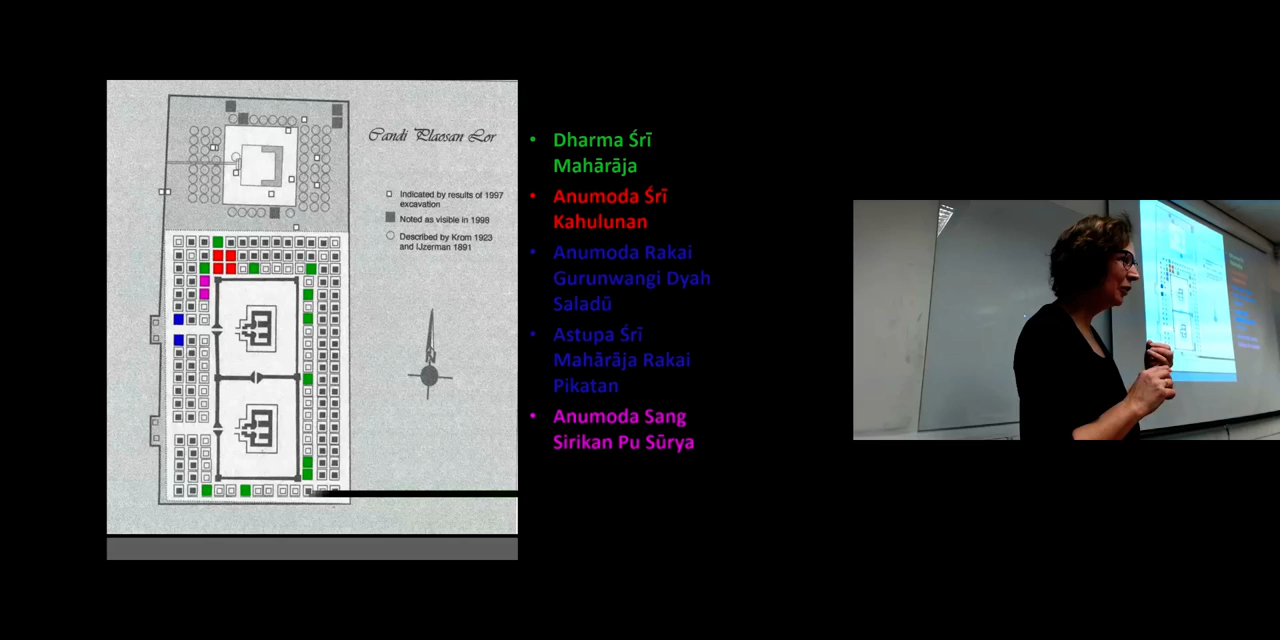 Candi Plaosan Lor
Indicated by results of 1997
excavation
Noted as visible in 1998
Described by Krom 1923
and IJzerman 1891
N
• Dharma Śrī
Mahārāja
• Anumoda Śrī
Kahulunan
• Anumoda Rakai
Gurunwangi Dyah
Saladū
• Astupa Śrī
Mahārāja Rakai
Pikatan
• Anumoda Sang
Sirikan Pu Sūrya